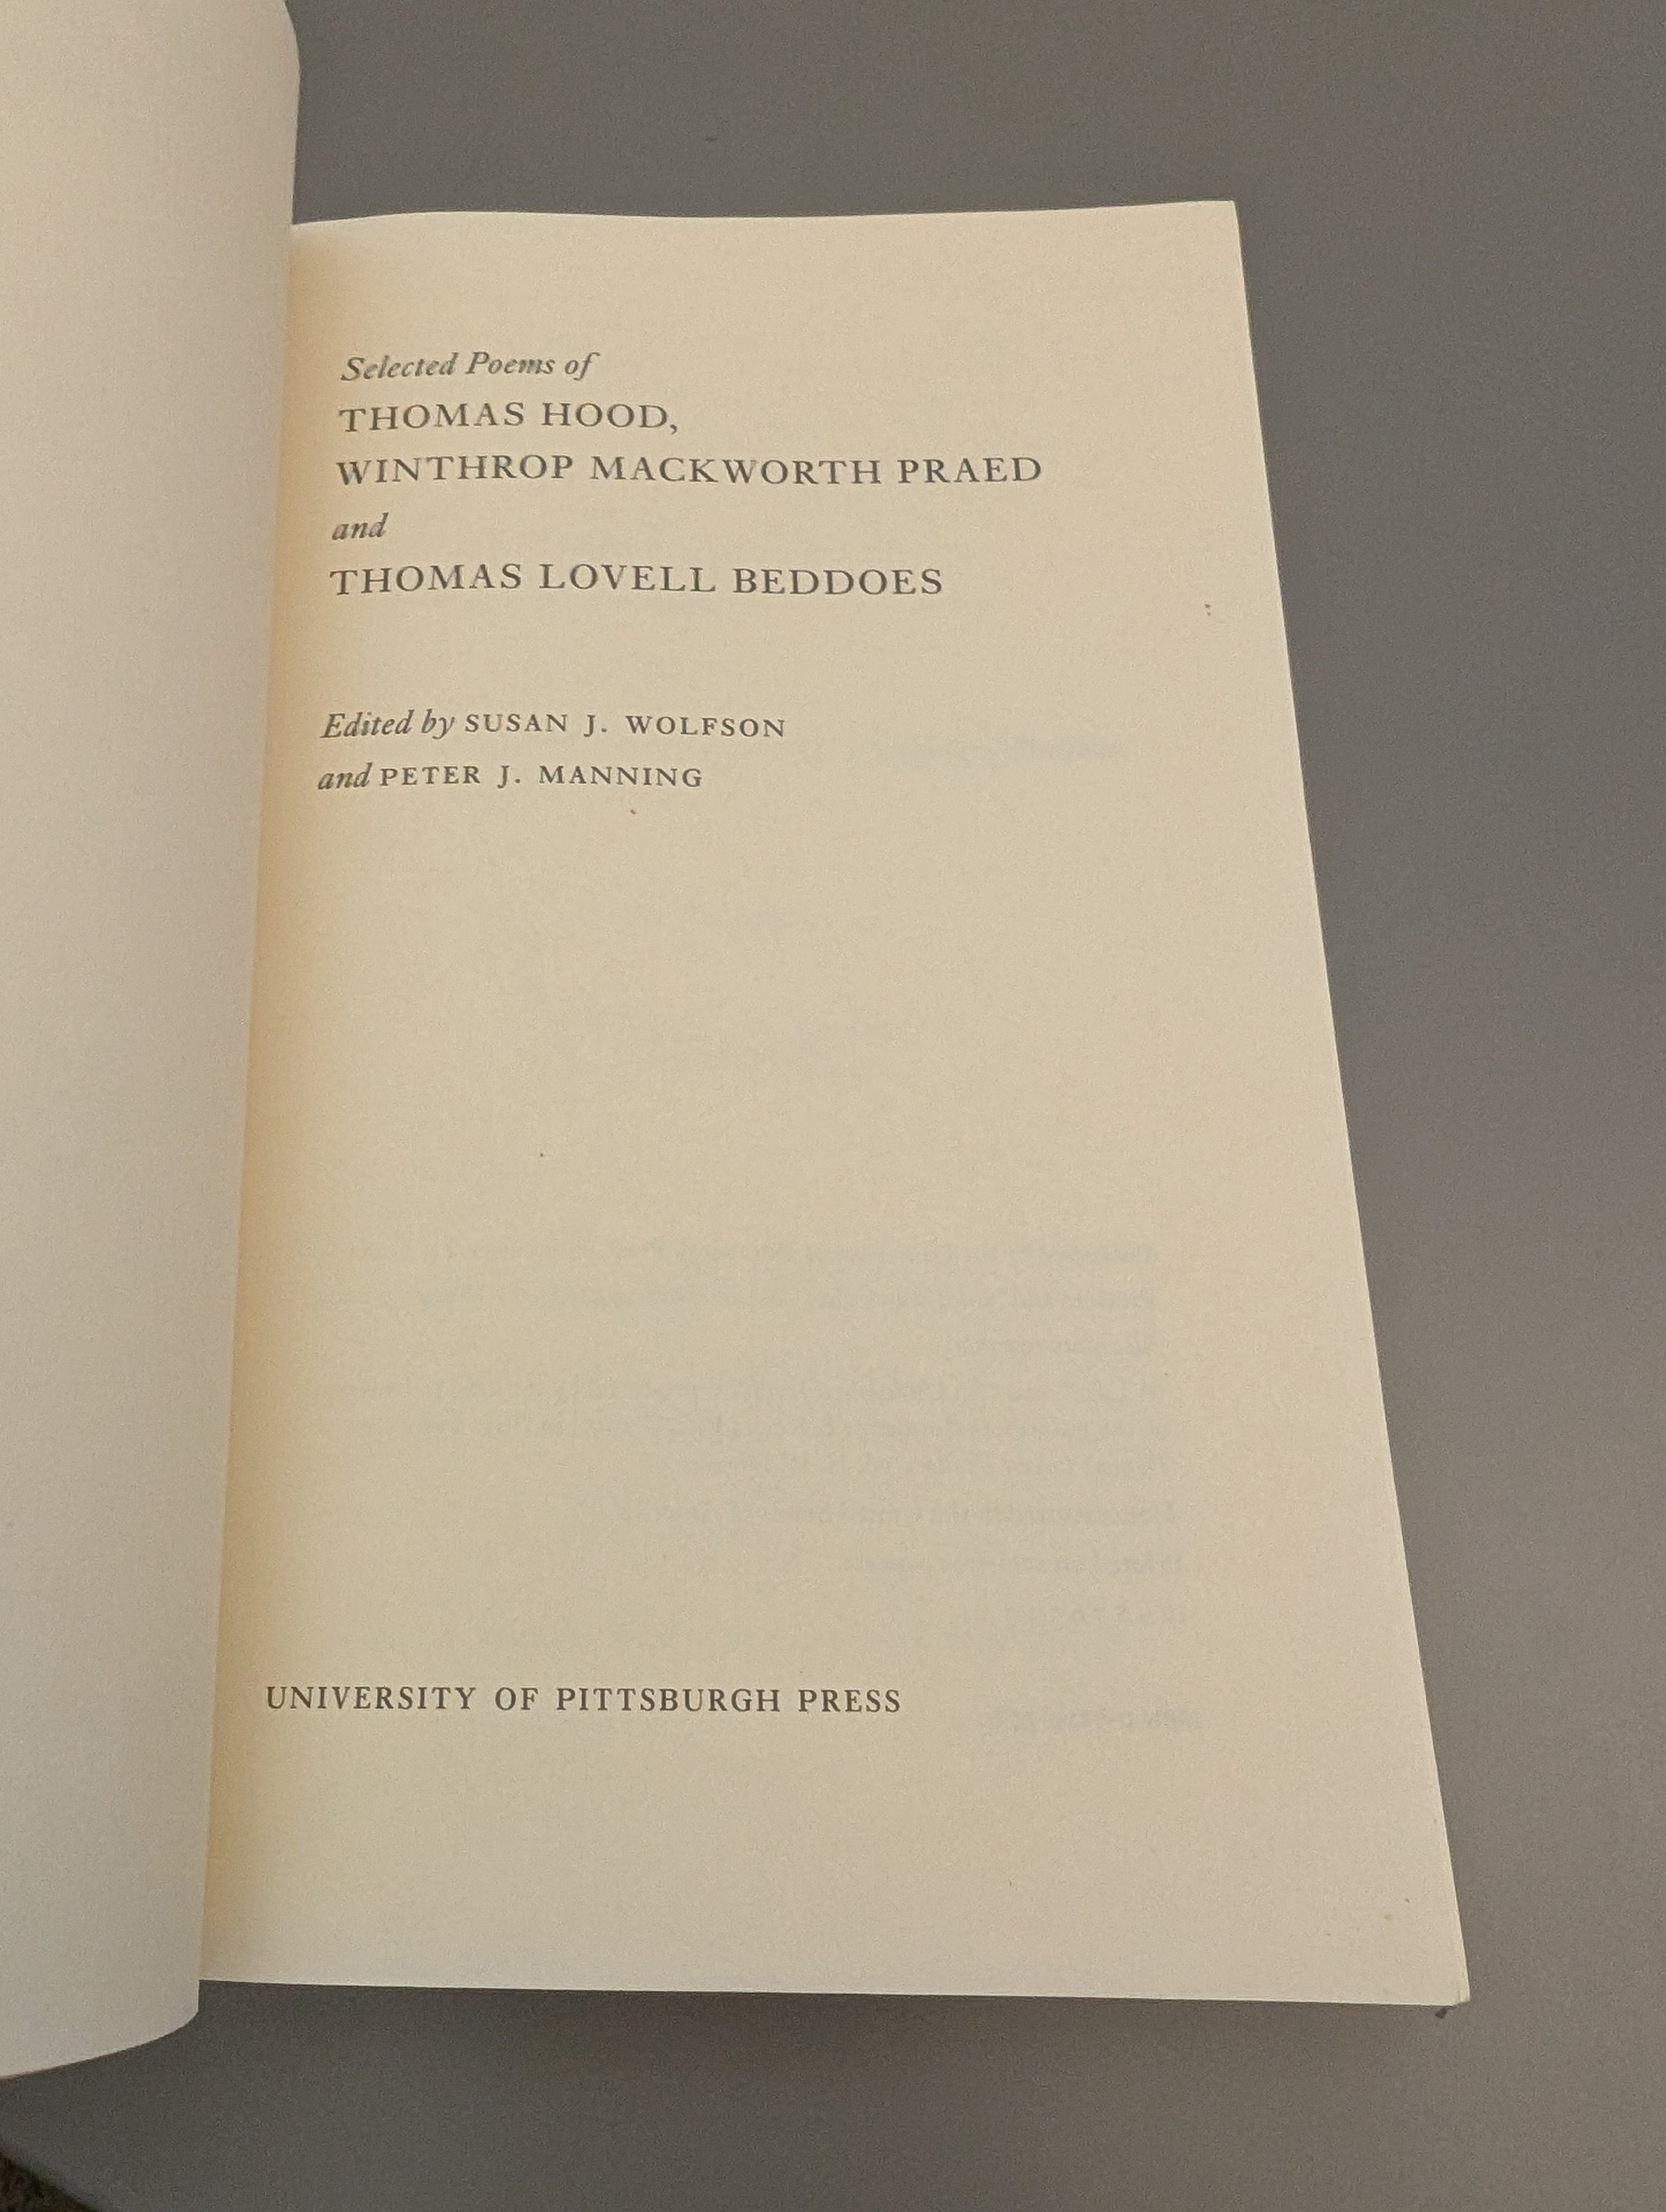 Selected Poems of
THOMAS HOOD,
WINTHROP MACKWORTH PRAED
and
THOMAS LOVELL BEDDOES
Edited by SUSAN J. WOLFSON
and PETER J. MANNING
UNIVERSITY OF PITTSBURGH PRESS